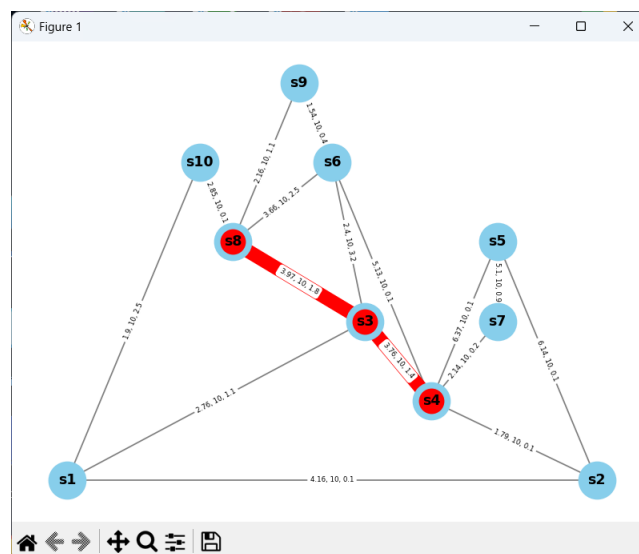 Figure 1
s9
1.54, 10, 0.4
s10
s6
2.16, 10, 1.1
2.85, 10, 0.1
3.66, 10, 2.5
s8
s5
2.4, 10, 3.2
5.13, 10, 0.1
5.1, 10, 0.9
3.97, 10, 1.8
6.37, 10, 0.1
6.14, 10, 0.1
1.9, 10, 2.5
s3
s7
3.76, 10, 1.4
2.14, 10, 0.2
2.76, 10, 1.1
s4
1.79, 10, 0.1
s1
4.16, 10, 0.1
s2